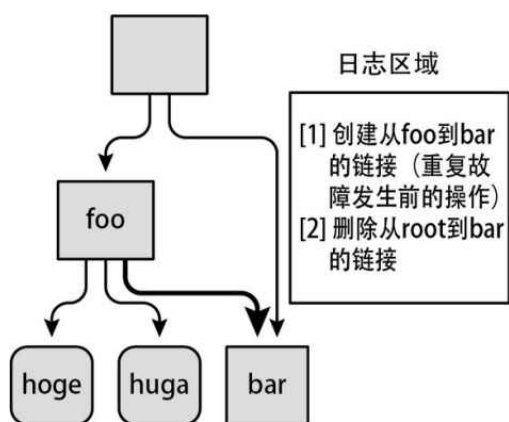 日志区域
[1] 创建从foo到bar
的链接（重复故
障发生前的操作）
[2] 删除从root到bar
的链接
foo
hoge
huga
bar